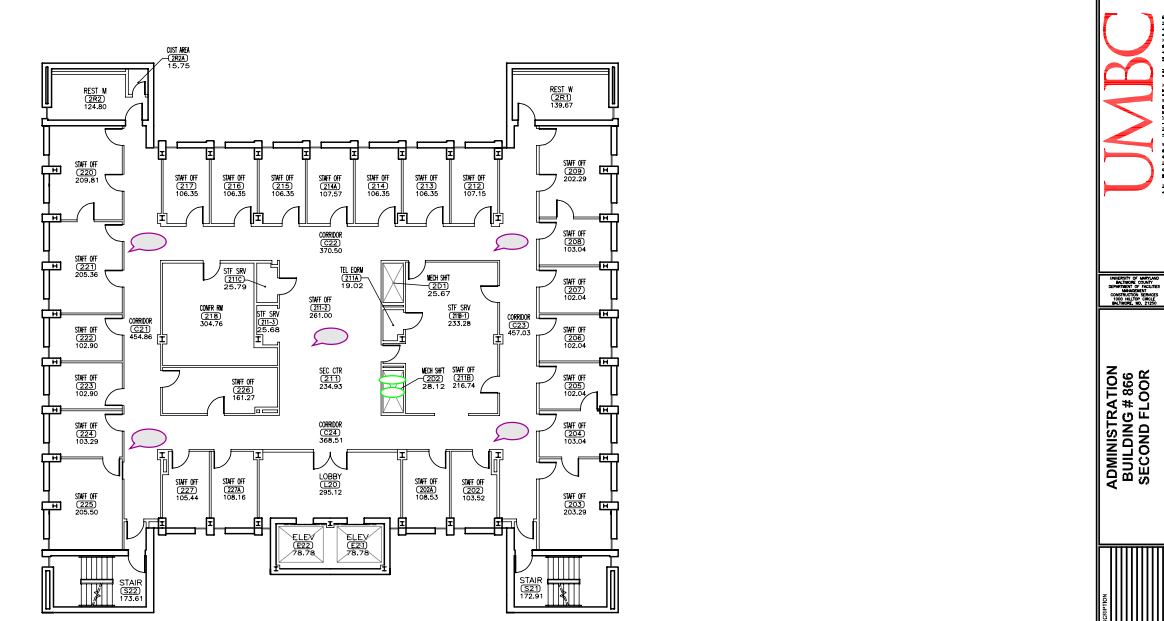 CUST AREA
2R2A
15.75
REST M
2R2
124.80
REST W
2R1
139.67
STAFF OFF
220
209.81
STAFF OFF
217
106.35
STAFF OFF
216
106.35
STAFF OFF
215
106.35
STAFF OFF
214A
107.57
STAFF OFF
214
106.35
STAFF OFF
213
106.35
STAFF OFF
212
107.15
STAFF OFF
209
202.29
CORRIDOR
C22
370.50
STAFF OFF
208
103.04
STAFF OFF
221
205.36
STF SRV
211C
25.79
TEL EQRM
211A
19.02
MECH SHFT
2D1
25.67
STAFF OFF
207
102.04
CONFR RM
218
304.76
STF SRV
211-3
25.68
STAFF OFF
211-2
261.00
STF SRV
211B-1
233.28
CORRIDOR
C21
454.86
CORRIDOR
C23
457.03
STAFF OFF
222
102.90
STAFF OFF
206
102.04
STAFF OFF
223
102.90
STAFF OFF
226
161.27
SEC CTR
211
234.93
MECH SHFT
2D2
28.12
STAFF OFF
211B
216.74
STAFF OFF
205
102.04
STAFF OFF
224
103.29
CORRIDOR
C24
368.51
STAFF OFF
204
103.04
STAFF OFF
225
205.50
STAFF OFF
227
105.44
STAFF OFF
227A
108.16
LOBBY
L20
295.12
STAFF OFF
202A
108.53
STAFF OFF
202
103.52
STAFF OFF
203
203.29
ELEV
E22
78.78
ELEV
E21
78.78
STAIR
S22
173.61
STAIR
S21
172.91
UMBC
UNIVERSITY OF MARYLAND
BALTIMORE COUNTY
DEPARTMENT OF FACILITIES
MANAGEMENT
CONSTRUCTION SERVICES
1000 HILLTOP CIRCLE
BALTIMORE, MD. 21250
ADMINISTRATION
BUILDING # 866
SECOND FLOOR